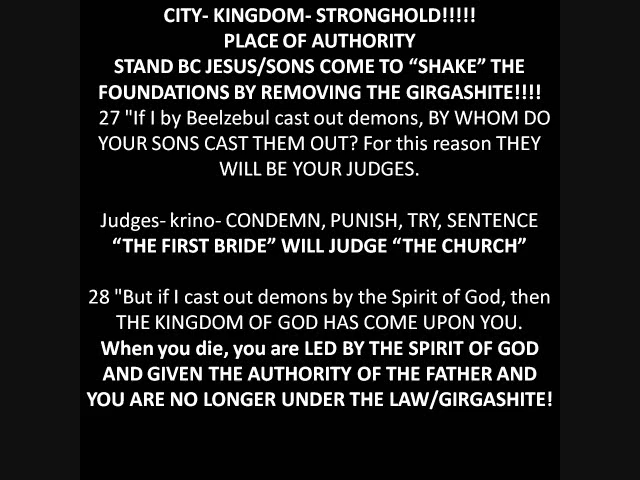 CITY- KINGDOM- STRONGHOLD!!!!!
PLACE OF AUTHORITY
STAND BC JESUS/SONS COME TO “SHAKE” THE
FOUNDATIONS BY REMOVING THE GIRGASHITE!!!!
27 "If I by Beelzebul cast out demons, BY WHOM DO
YOUR SONS CAST THEM OUT? For this reason THEY
WILL BE YOUR JUDGES.
Judges- krino- CONDEMN, PUNISH, TRY, SENTENCE
“THE FIRST BRIDE” WILL JUDGE “THE CHURCH”
28 "But if I cast out demons by the Spirit of God, then
THE KINGDOM OF GOD HAS COME UPON YOU.
When you die, you are LED BY THE SPIRIT OF GOD
AND GIVEN THE AUTHORITY OF THE FATHER AND
YOU ARE NO LONGER UNDER THE LAW/GIRGASHITE!